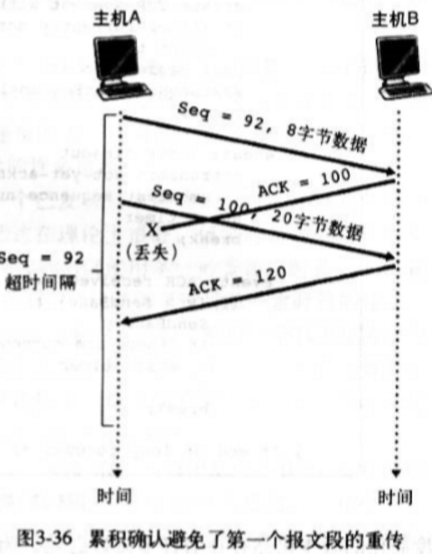 主机A
主机B
Seq = 92, 8字节数据
ACK = 100
Seq = 100, 20字节数据
X
(丢失)
Seq = 92
超时间隔
ACK = 120
时间
时间
图3-36 累积确认避免了第一个报文段的重传